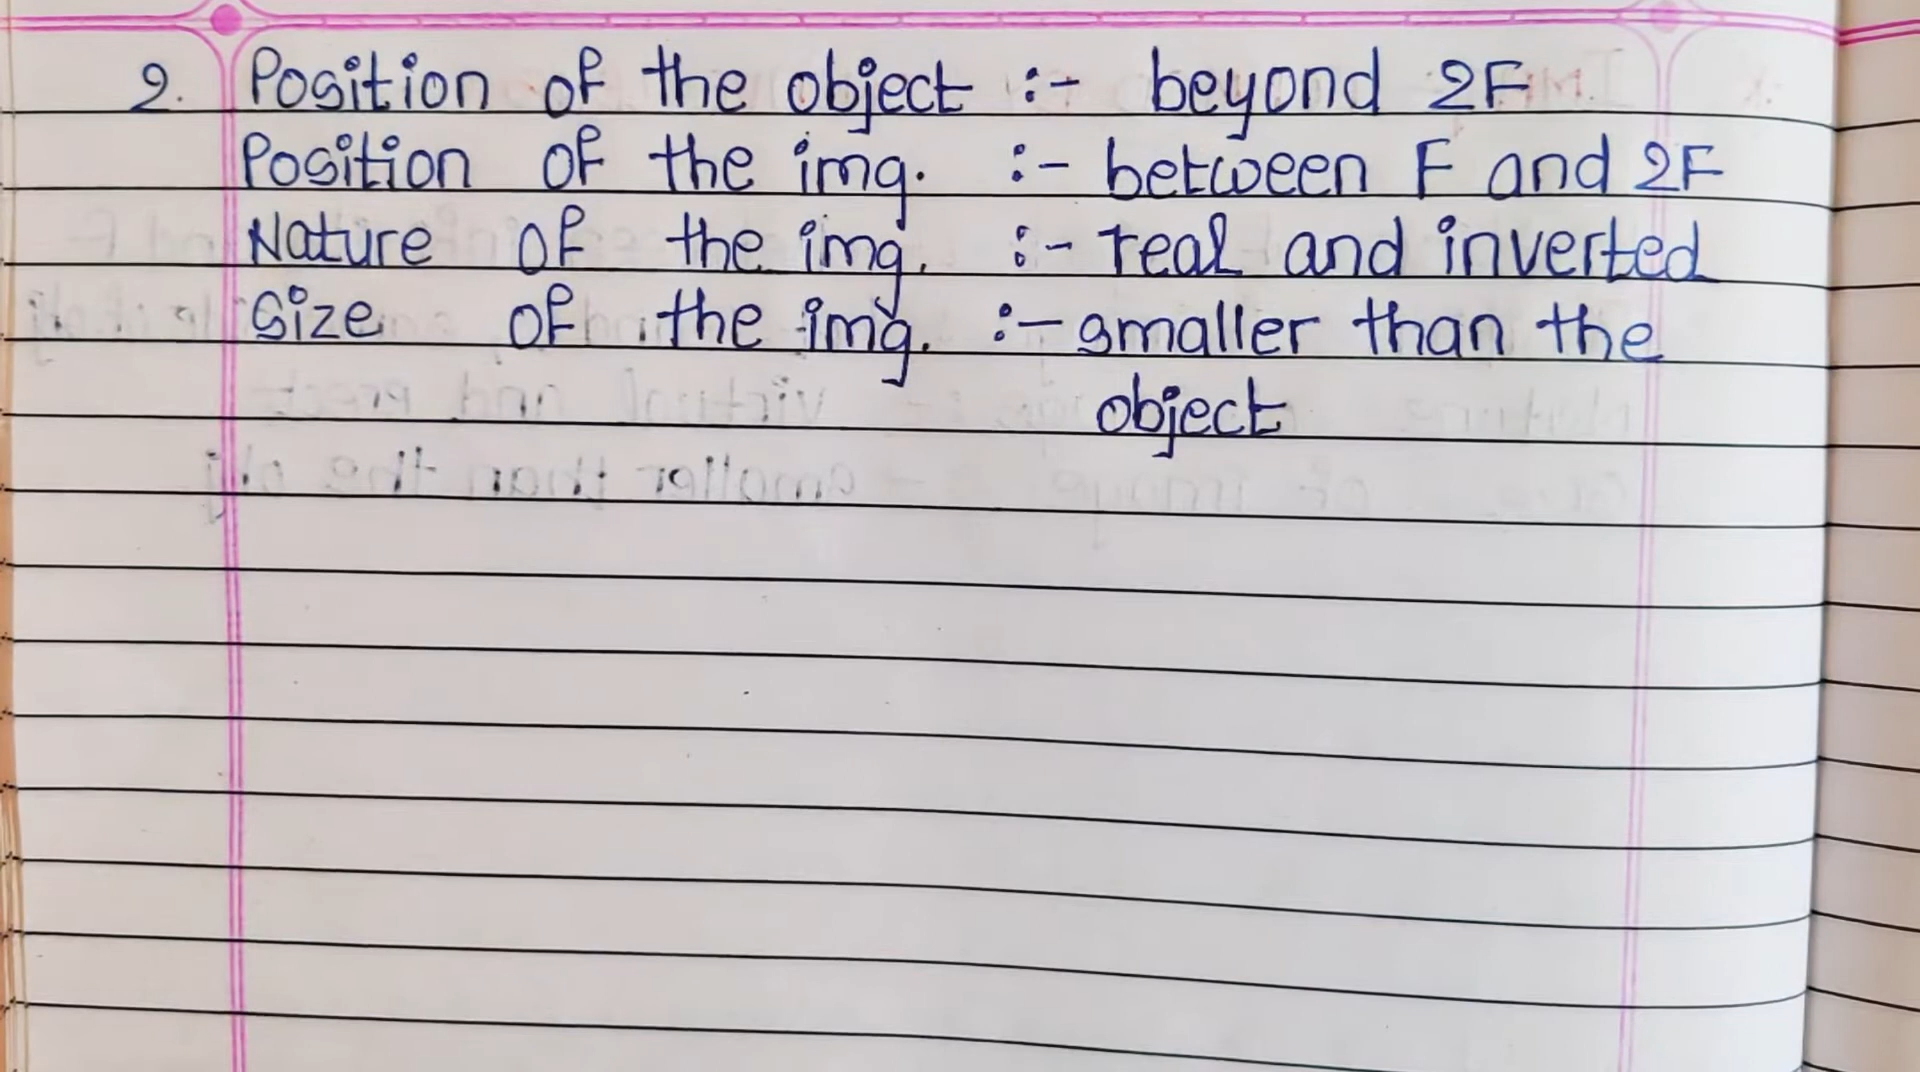 2. Position of the object :- beyond 2F
Position of the img. :- between F and 2F
Nature of the img. :- real and inverted
Size of the img. :- smaller than the
object